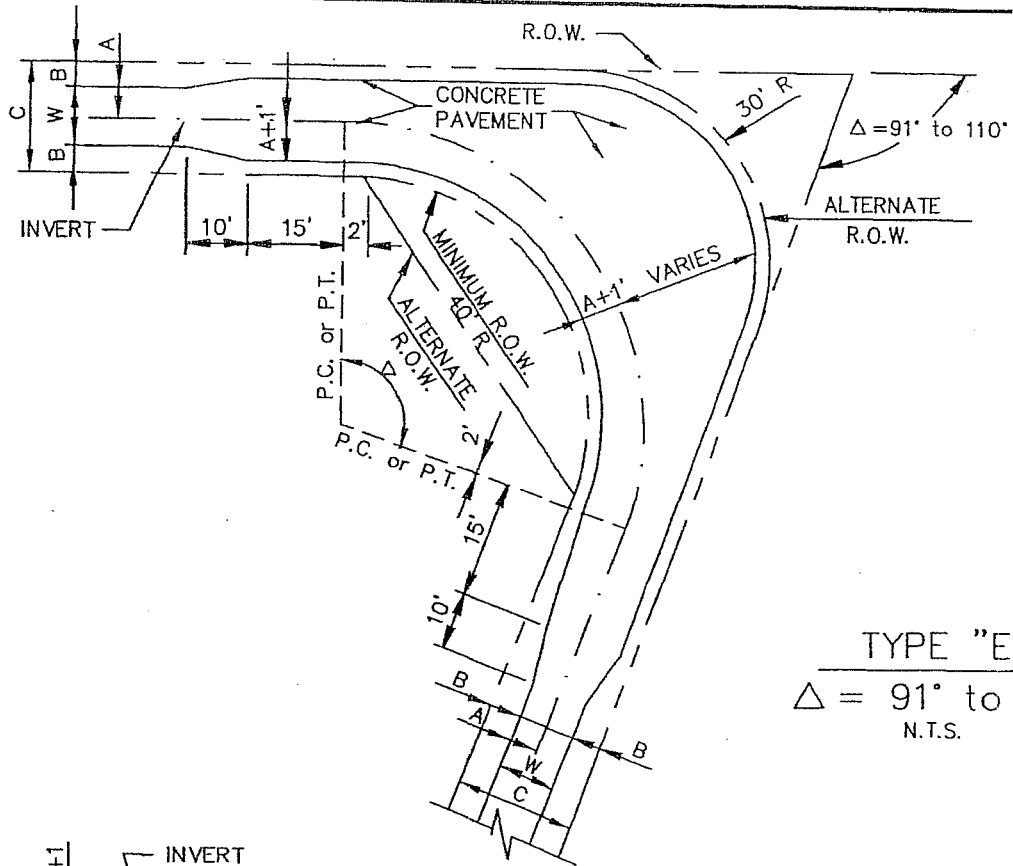 R.O.W.
A
B
C
W
B
A+1'
CONCRETE
PAVEMENT
30' R
Δ=91° to 110°
INVERT
10'
15'
2'
ALTERNATE
R.O.W.
MINIMUM R.O.W.
40' R
ALTERNATE
R.O.W.
A+1'
VARIES
P.C. or P.T.
Δ
P.C. or P.T.
2'
15'
10'
TYPE "E
Δ = 91° to
N.T.S.
B
A
W
C
B
INVERT